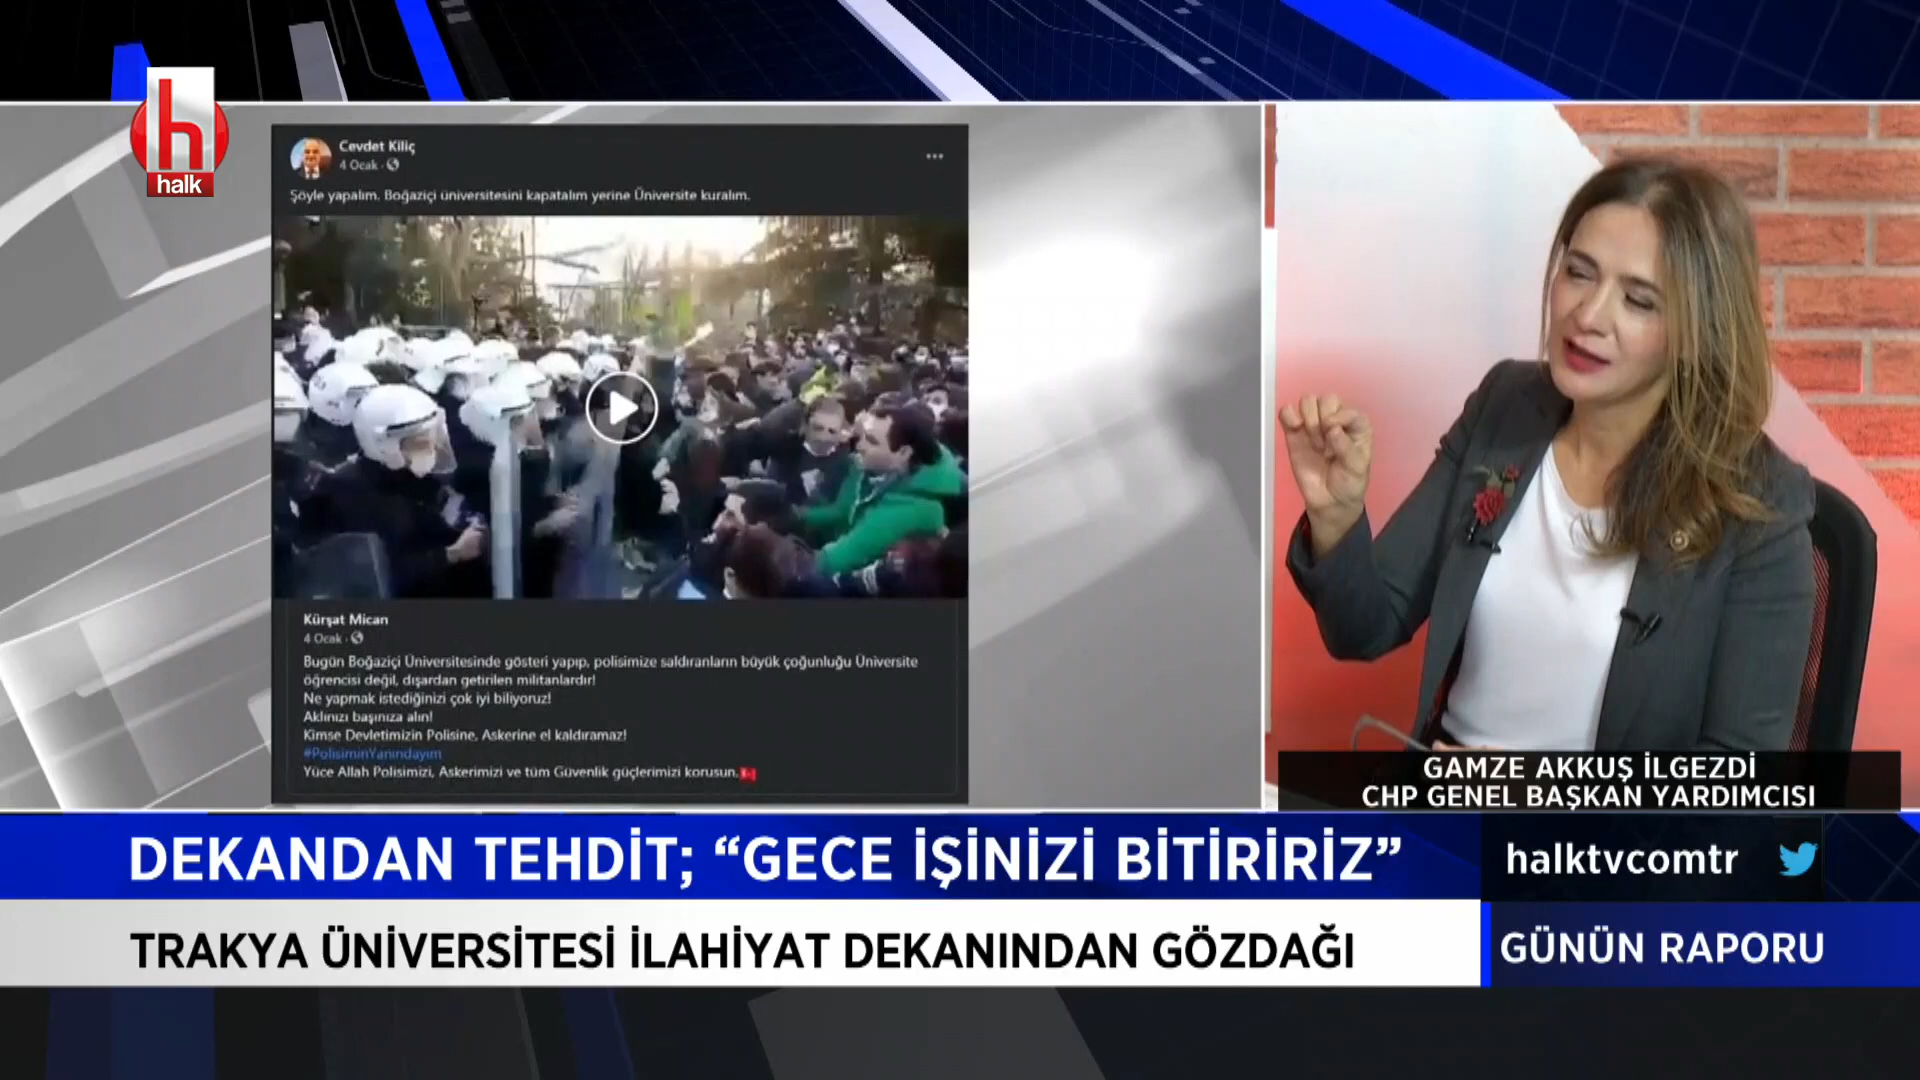 h
halk
Cevdet Kiliç
4 Ocak ·
Şöyle yapalım. Boğaziçi üniversitesini kapatalım yerine Üniversite kuralım.
Kürşat Mican
4 Ocak ·
Bugün Boğaziçi Üniversitesinde gösteri yapıp, polisimize saldıranların büyük çoğunluğu Üniversite
öğrencisi değil, dışardan getirilen militanlardır!
Ne yapmak istediğinizi çok iyi biliyoruz!
Aklınızı başınıza alın!
Kimse Devletimizin Polisine, Askerine el kaldıramaz!
#PolisiminYanındayım
Yüce Allah Polisimizi, Askerimizi ve tüm Güvenlik güçlerimizi korusun.
GAMZE AKKUŞ İLGEZDİ
CHP GENEL BAŞKAN YARDIMCISI
DEKANDAN TEHDİT; “GECE İŞİNİZİ BİTİRİRİZ”
halktvcomtr
TRAKYA ÜNİVERSİTESİ İLAHİYAT DEKANINDAN GÖZDAĞI
GÜNÜN RAPORU